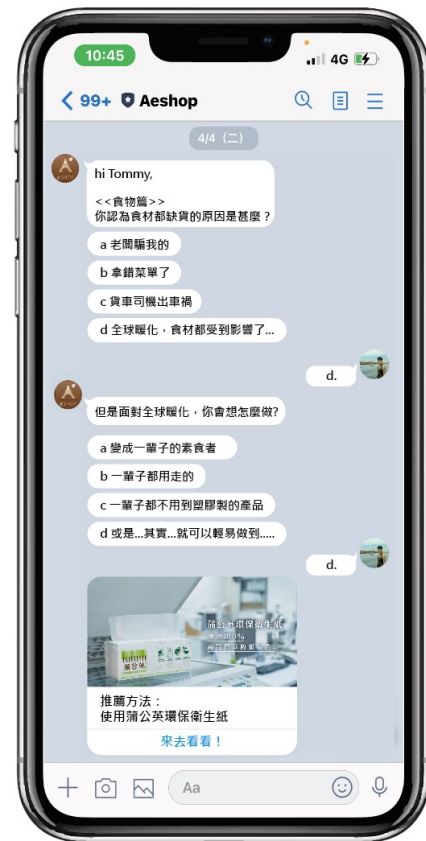 10:45
4G
99+ Aeshop
4/4（二）
hi Tommy,
<<食物篇>>
你認為食材都缺貨的原因是甚麼？
a 老闆騙我的
b 拿錯菜單了
c 貨車司機出車禍
d 全球暖化，食材都受到影響了...
d.
但是面對全球暖化，你會想怎麼做?
a 變成一輩子的素食者
b 一輩子都用走的
c 一輩子都不用到塑膠製的產品
d 或是...其實...就可以輕易做到.....
d.
蒲公英環保衛生紙
蒲公英
推薦方法：
使用蒲公英環保衛生紙
來去看看！
Aa